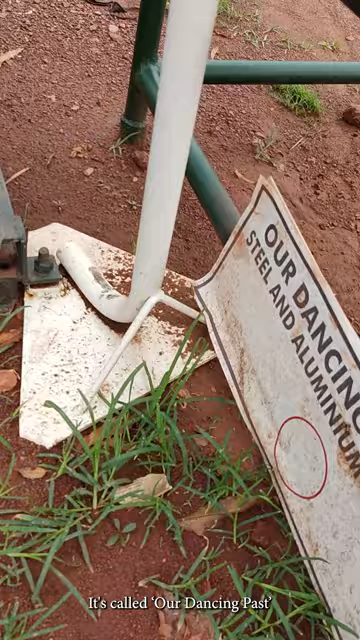 OUR DANCING
STEEL AND ALUMINIUM
It's called 'Our Dancing Past'